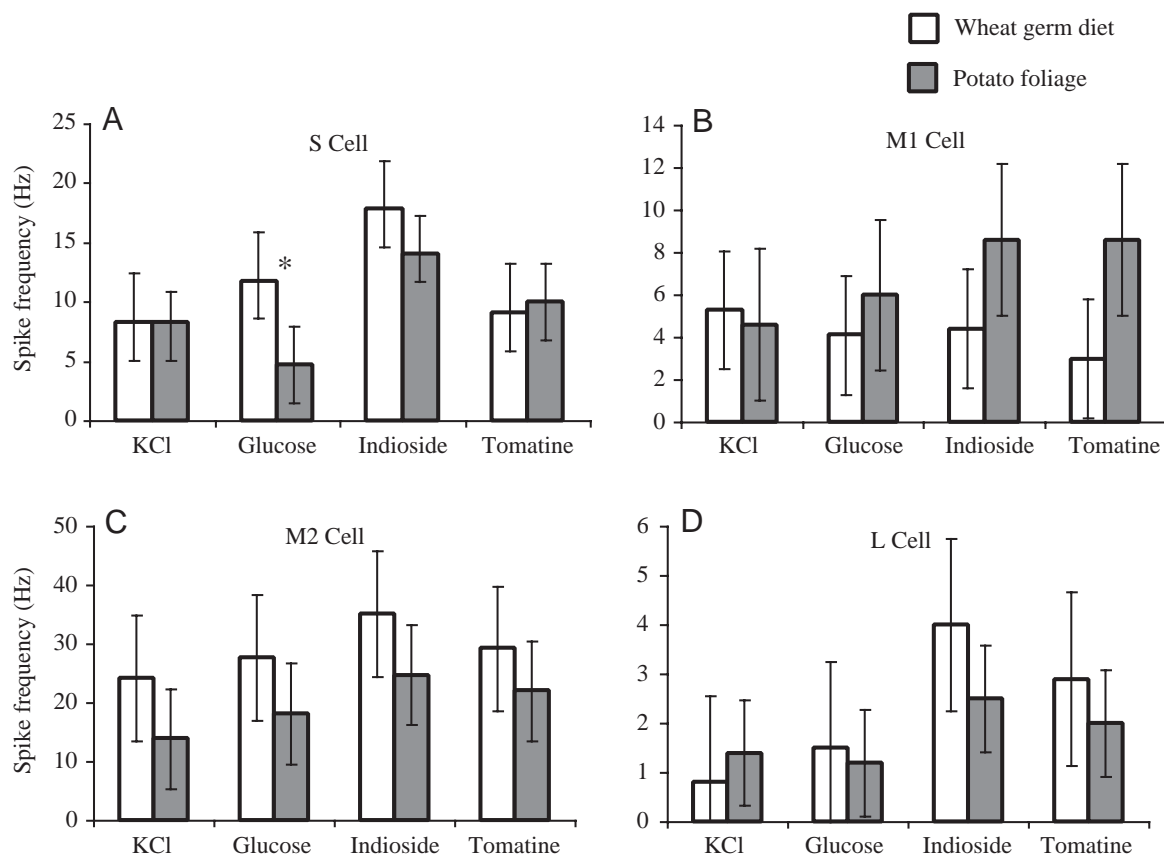 Wheat germ diet
Potato foliage
A
S Cell
Spike frequency (Hz)
25
20
15
10
5
0
KCl Glucose Indioside Tomatine
B
M1 Cell
14
12
10
8
6
4
2
0
KCl Glucose Indioside Tomatine
*
C
M2 Cell
Spike frequency (Hz)
50
40
30
20
10
0
KCl Glucose Indioside Tomatine
D
L Cell
6
5
4
3
2
1
0
KCl Glucose Indioside Tomatine